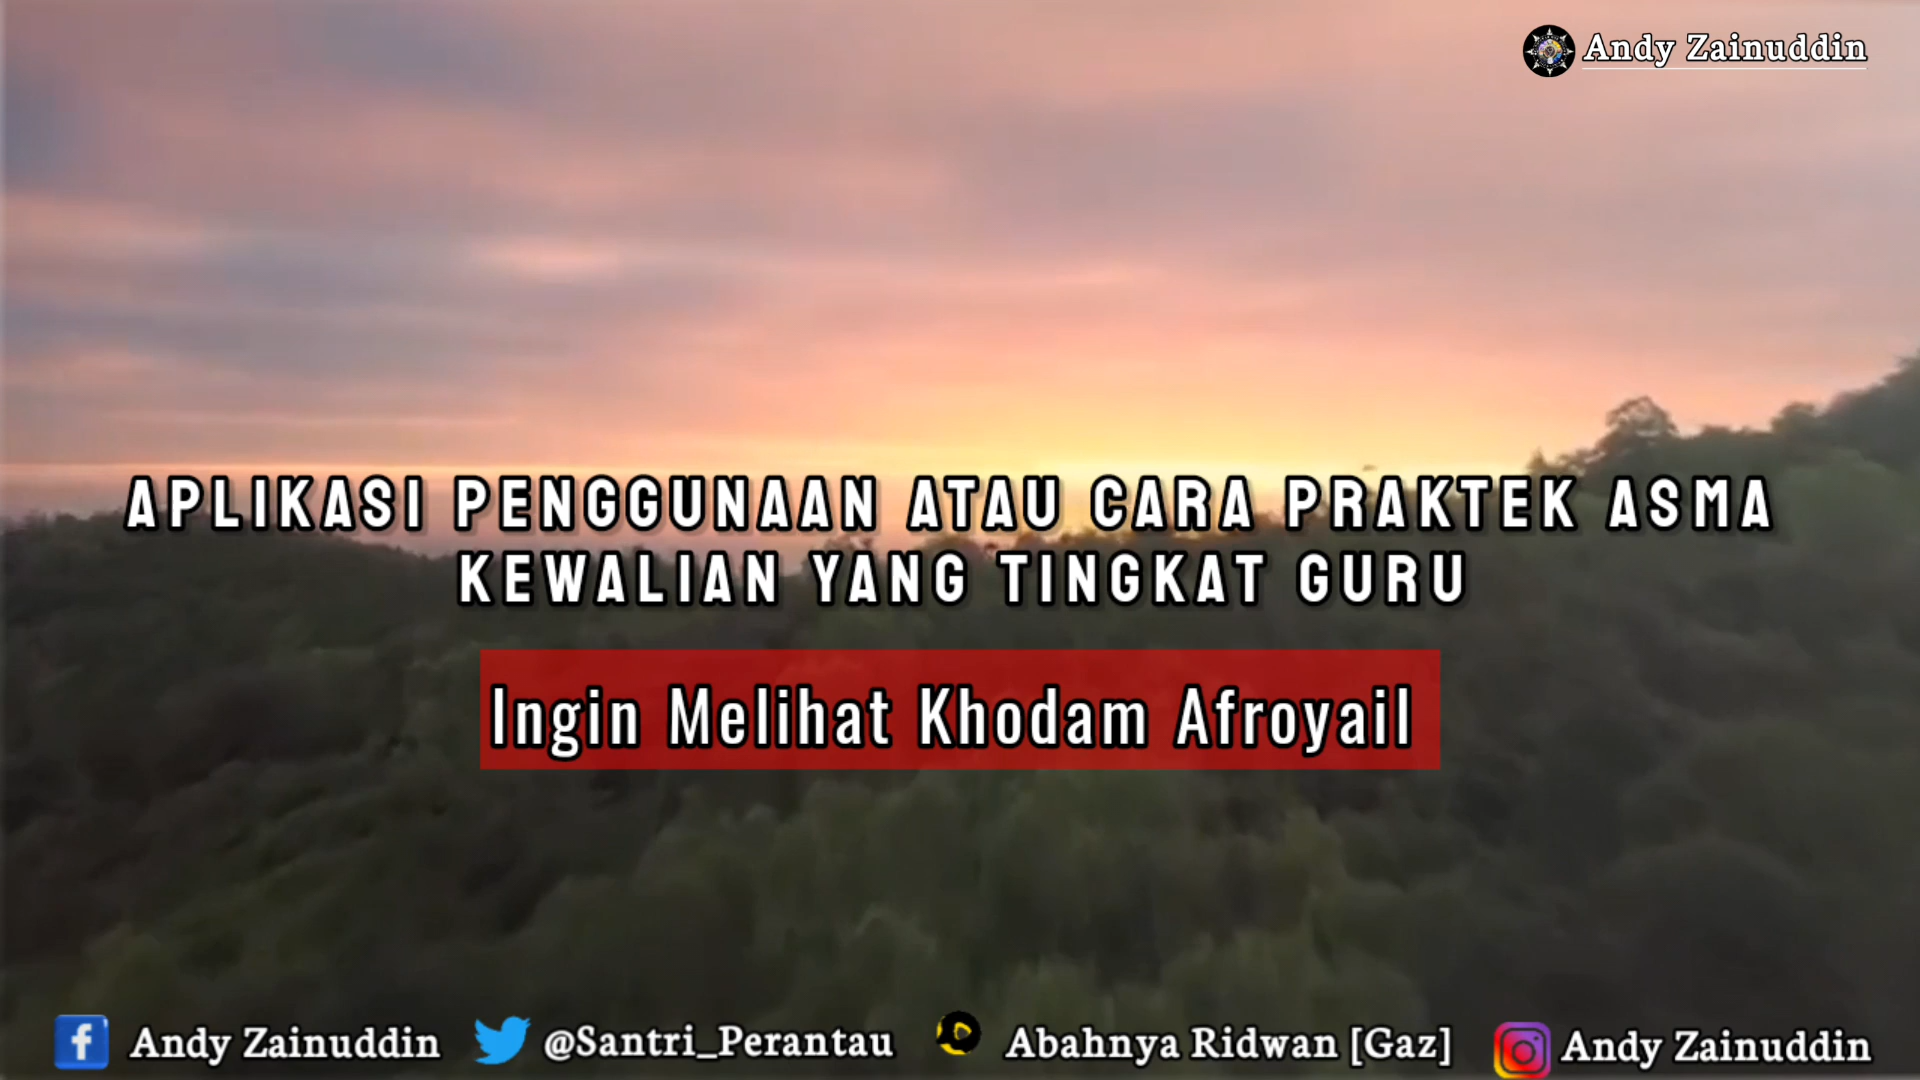 Andy Zainuddin
APLIKASI PENGGUNAAN ATAU CARA PRAKTEK ASMA
KEWALIAN YANG TINGKAT GURU
Ingin Melihat Khodam Afroyail
Andy Zainuddin @Santri_Perantau Abahnya Ridwan [Gaz] Andy Zainuddin